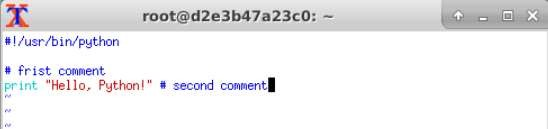 root@d2e3b47a23c0: ~
#!/usr/bin/python
# frist comment
print "Hello, Python!" # second comment
~
~
~